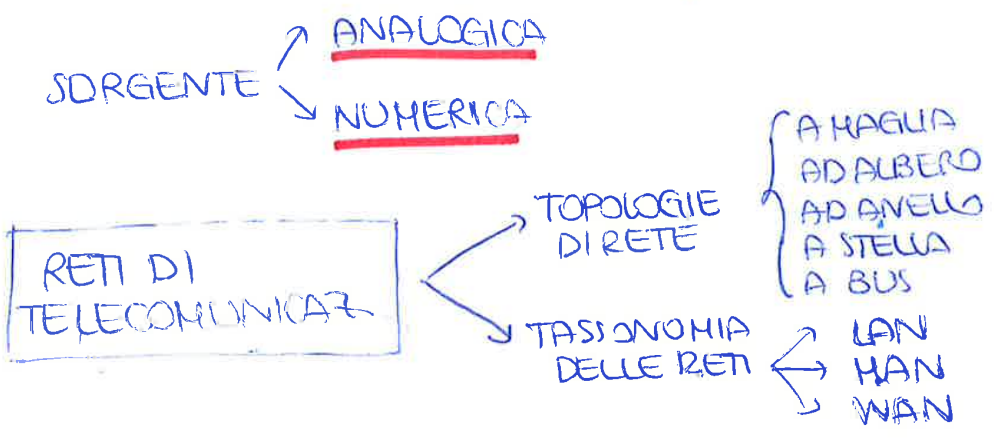 SORGENTE
ANALOGICA
NUMERICA
RETI DI
TELECOMUNICAZ
TOPOLOGIE
DI RETE
A MAGLIA
AD ALBERO
AD ANELLO
A STELLA
A BUS
TASSONOMIA
DELLE RETI
LAN
MAN
WAN